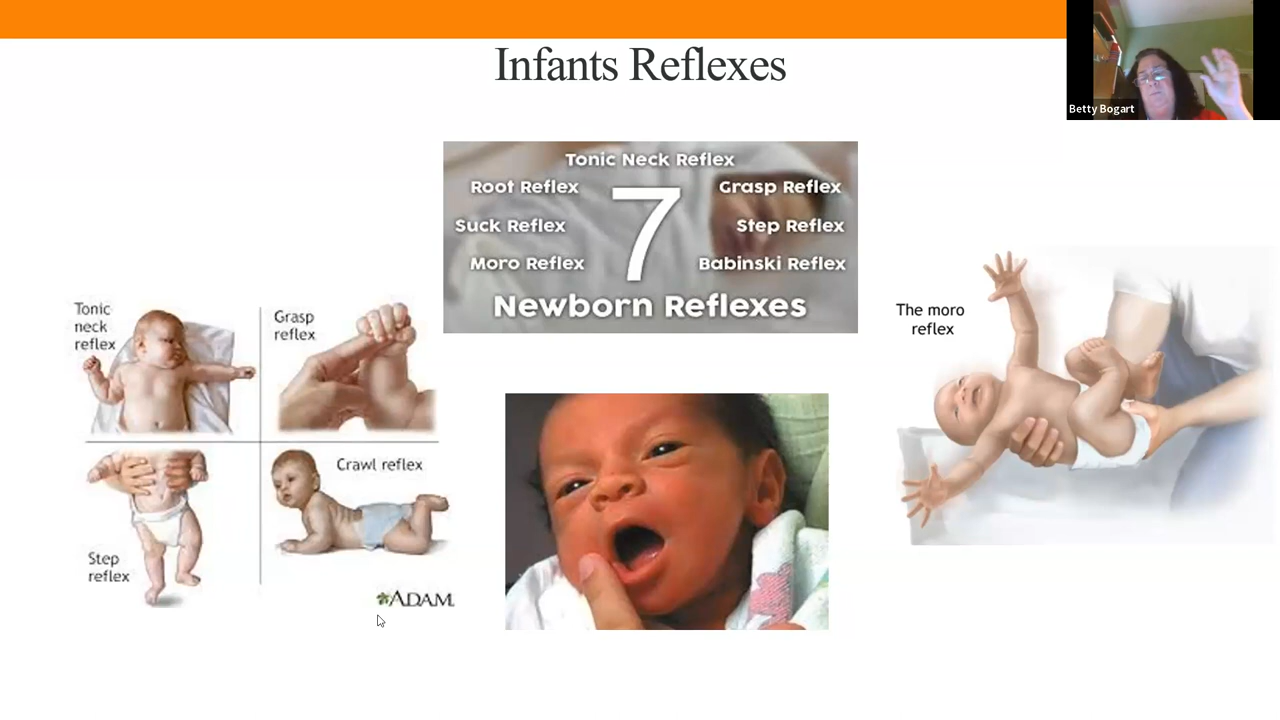 Infants Reflexes
Betty Bogart
Tonic Neck Reflex
Root Reflex
Grasp Reflex
Suck Reflex
7
Step Reflex
Moro Reflex
Babinski Reflex
Newborn Reflexes
Tonic
neck
reflex
Grasp
reflex
Step
reflex
Crawl reflex
ADAM
The moro
reflex